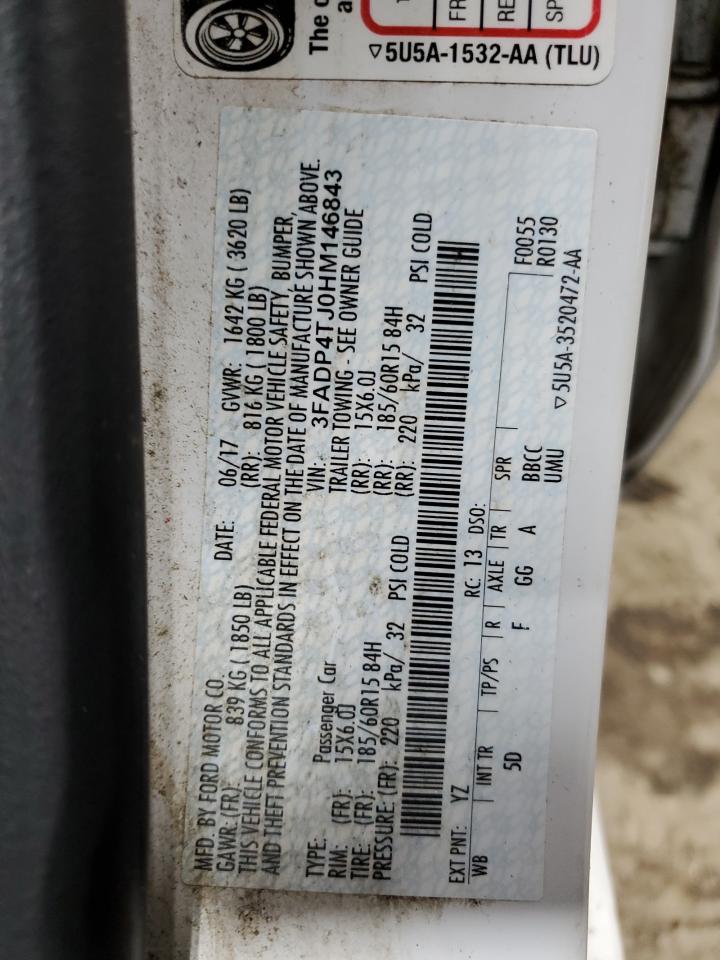 The o
a
FR
RE
SP
▽5U5A-1532-AA (TLU)
MFD. BY FORD MOTOR CO. DATE: 06/17 GVWR: 1642 KG ( 3620 LB)
GAWR: (FR): 839 KG ( 1850 LB) (RR): 816 KG ( 1800 LB)
THIS VEHICLE CONFORMS TO ALL APPLICABLE FEDERAL MOTOR VEHICLE SAFETY, BUMPER,
AND THEFT PREVENTION STANDARDS IN EFFECT ON THE DATE OF MANUFACTURE SHOWN ABOVE.
VIN: 3FADP4TJ0HM146843
TYPE: Passenger Car TRAILER TOWING - SEE OWNER GUIDE
RIM: (FR): 15X6.0J (RR): 15X6.0J
TIRE: (FR): 185/60R15 84H (RR): 185/60R15 84H
PRESSURE: (FR): 220 kPa/ 32 PSI COLD (RR): 220 kPa/ 32 PSI COLD
EXT PNT: YZ RC: 13 DSO:
WB INT TR TP/PS R AXLE TR SPR F0055
5D F GG A BBCC R0130
UMU
▽5U5A-3520472-AA